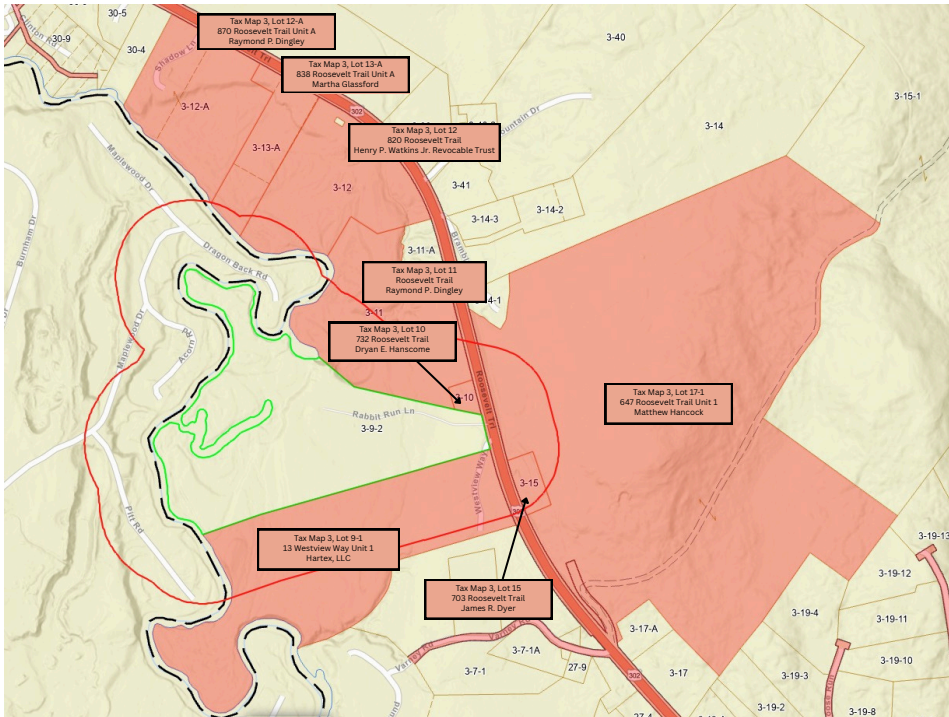 30-5
30-9
Clinton Rd
30-4
Shadow Ln
Tax Map 3, Lot 12-A
870 Roosevelt Trail Unit A
Raymond P. Dingley
Trl
3-40
Tax Map 3, Lot 13-A
838 Roosevelt Trail Unit A
Martha Glassford
302
3-15-1
3-12-A
3-14
Tax Map 3, Lot 12
820 Roosevelt Trail
Henry P. Watkins Jr. Revocable Trust
3-13-A
Maplewood Dr
3-12
3-41
3-14-3
3-14-2
Burnham Dr
Dragon Back Rd
3-11-A
Tax Map 3, Lot 11
Roosevelt Trail
Raymond P. Dingley
3-11
Tax Map 3, Lot 10
732 Roosevelt Trail
Dryan E. Hanscome
Maplewood Dr
Acorn
Rd
3-10
Roosevelt Trl
Rabbit Run Ln
3-9-2
Tax Map 3, Lot 17-1
647 Roosevelt Trail Unit 1
Matthew Hancock
Westview Way
3-15
Pitt Rd
Tax Map 3, Lot 9-1
13 Westview Way Unit 1
Hartex, LLC
Tax Map 3, Lot 15
703 Roosevelt Trail
James R. Dyer
3-19-13
3-19-12
3-19-4
3-19-11
3-17-A
Varney Rd
Varney Rd
3-7-1A
3-7-1
27-9
302
3-17
3-19-3
3-19-10
3-19-2
3-19-8
27-4